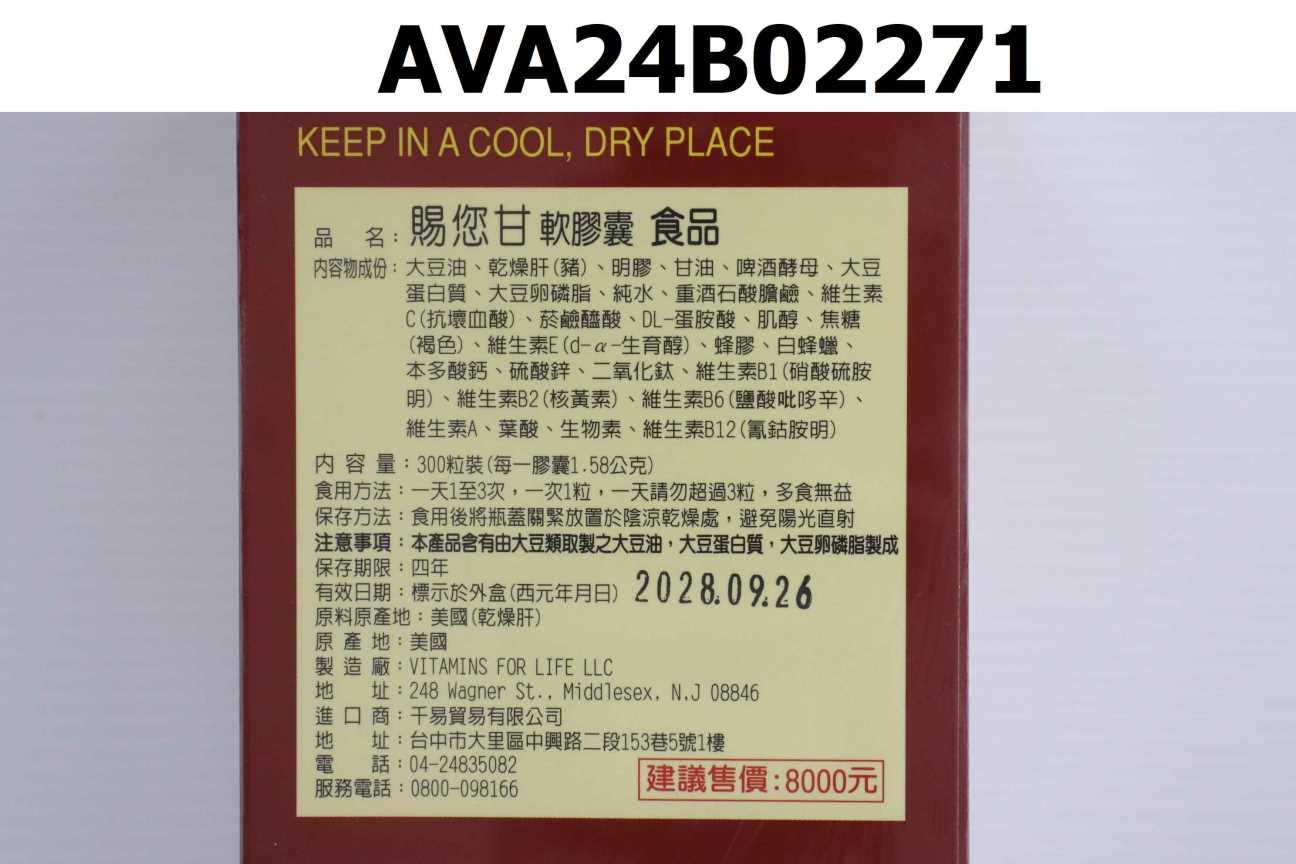 AVA24B02271
KEEP IN A COOL, DRY PLACE
品 名：賜您甘 軟膠囊 食品
內容物成份：大豆油、乾燥肝(豬)、明膠、甘油、啤酒酵母、大豆
蛋白質、大豆卵磷脂、純水、重酒石酸膽鹼、維生素
C(抗壞血酸)、菸鹼醯胺、DL-蛋胺酸、肌醇、焦糖
(褐色)、維生素E(d-α-生育醇)、蜂膠、白蜂蠟、
本多酸鈣、硫酸鋅、二氧化鈦、維生素B1(硝酸硫胺
明)、維生素B2(核黃素)、維生素B6(鹽酸吡哆辛)、
維生素A、葉酸、生物素、維生素B12(氰鈷胺明)
內 容 量：300粒裝(每一膠囊1.58公克)
食用方法：一天1至3次，一次1粒，一天請勿超過3粒，多食無益
保存方法：食用後將瓶蓋關緊放置於陰涼乾燥處，避免陽光直射
注意事項：本產品含有由大豆類取製之大豆油，大豆蛋白質，大豆卵磷脂製成
保存期限：四年
有效日期：標示於外盒(西元年月日) 2028.09.26
原料原產地：美國(乾燥肝)
原 產 地：美國
製 造 廠：VITAMINS FOR LIFE LLC
地 址：248 Wagner St., Middlesex, N.J 08846
進 口 商：千易貿易有限公司
地 址：台中市大里區中興路二段153巷5號1樓
電 話：04-24835082
服務電話：0800-098166
建議售價：8000元